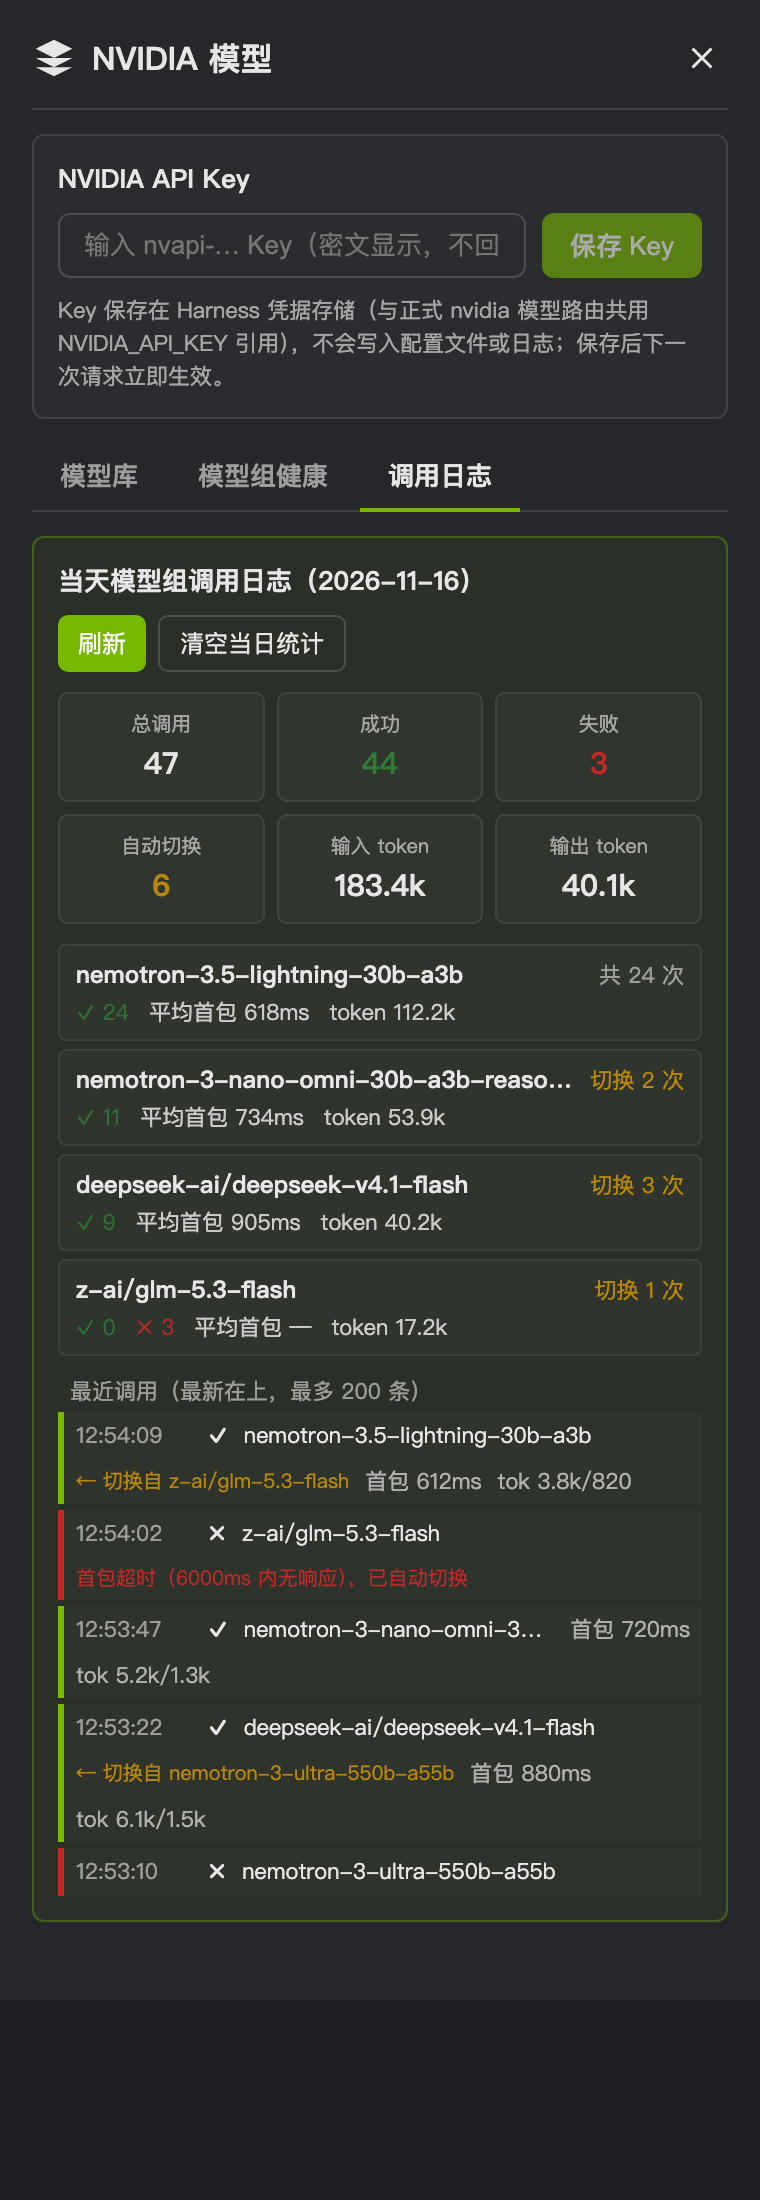 NVIDIA 模型
NVIDIA API Key
输入 nvapi-... Key（密文显示，不回
保存 Key
Key 保存在 Harness 凭据存储（与正式 nvidia 模型路由共用
NVIDIA_API_KEY 引用），不会写入配置文件或日志；保存后下一
次请求立即生效。
模型库 模型组健康 调用日志
当天模型组调用日志（2026-11-16）
刷新 清空当日统计
总调用 成功 失败
47 44 3
自动切换 输入 token 输出 token
6 183.4k 40.1k
nemotron-3.5-lightning-30b-a3b 共 24 次
✓ 24 平均首包 618ms token 112.2k
nemotron-3-nano-omni-30b-a3b-reaso... 切换 2 次
✓ 11 平均首包 734ms token 53.9k
deepseek-ai/deepseek-v4.1-flash 切换 3 次
✓ 9 平均首包 905ms token 40.2k
z-ai/glm-5.3-flash 切换 1 次
✓ 0 ✕ 3 平均首包 — token 17.2k
最近调用（最新在上，最多 200 条）
12:54:09 ✓ nemotron-3.5-lightning-30b-a3b
← 切换自 z-ai/glm-5.3-flash 首包 612ms tok 3.8k/820
12:54:02 ✕ z-ai/glm-5.3-flash
首包超时（6000ms 内无响应），已自动切换
12:53:47 ✓ nemotron-3-nano-omni-3... 首包 720ms
tok 5.2k/1.3k
12:53:22 ✓ deepseek-ai/deepseek-v4.1-flash
← 切换自 nemotron-3-ultra-550b-a55b 首包 880ms
tok 6.1k/1.5k
12:53:10 ✕ nemotron-3-ultra-550b-a55b